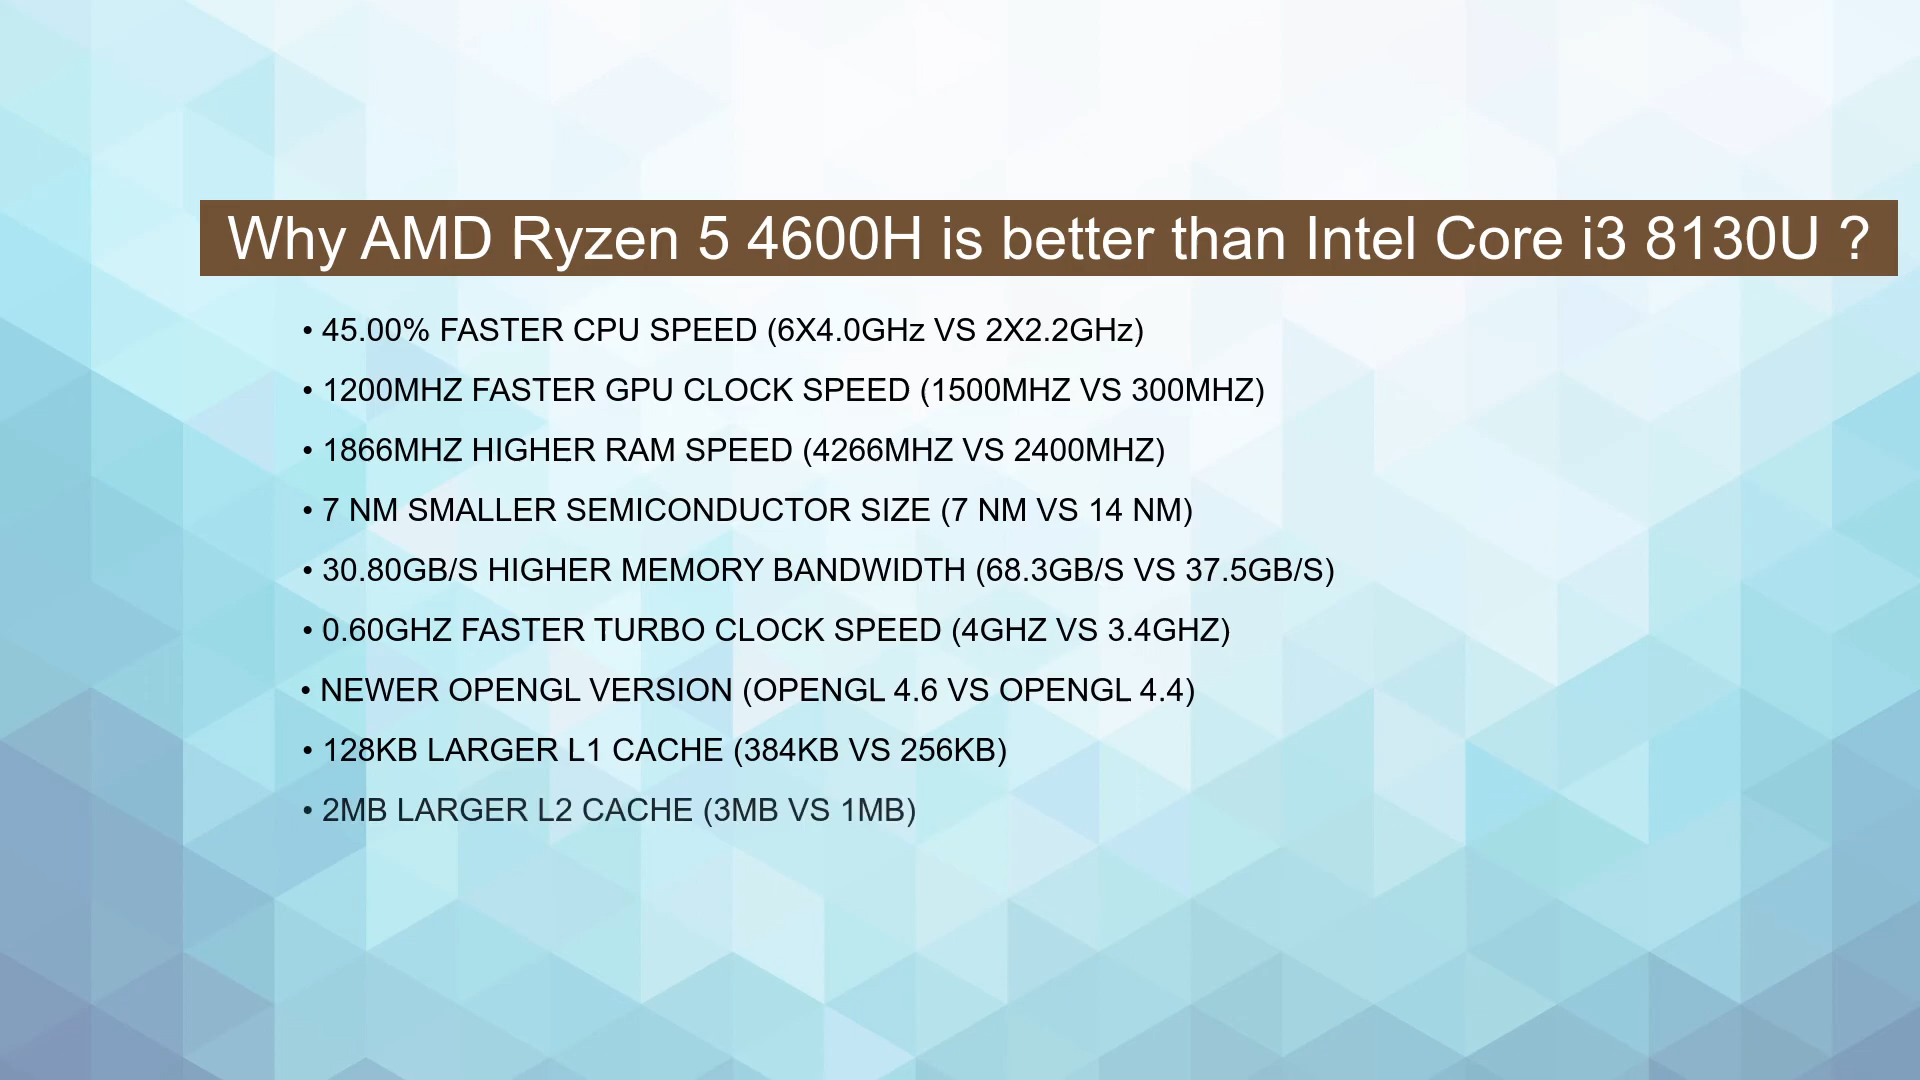 Why AMD Ryzen 5 4600H is better than Intel Core i3 8130U ?
• 45.00% FASTER CPU SPEED (6X4.0GHz VS 2X2.2GHz)
• 1200MHZ FASTER GPU CLOCK SPEED (1500MHZ VS 300MHZ)
• 1866MHZ HIGHER RAM SPEED (4266MHZ VS 2400MHZ)
• 7 NM SMALLER SEMICONDUCTOR SIZE (7 NM VS 14 NM)
• 30.80GB/S HIGHER MEMORY BANDWIDTH (68.3GB/S VS 37.5GB/S)
• 0.60GHZ FASTER TURBO CLOCK SPEED (4GHZ VS 3.4GHZ)
• NEWER OPENGL VERSION (OPENGL 4.6 VS OPENGL 4.4)
• 128KB LARGER L1 CACHE (384KB VS 256KB)
• 2MB LARGER L2 CACHE (3MB VS 1MB)